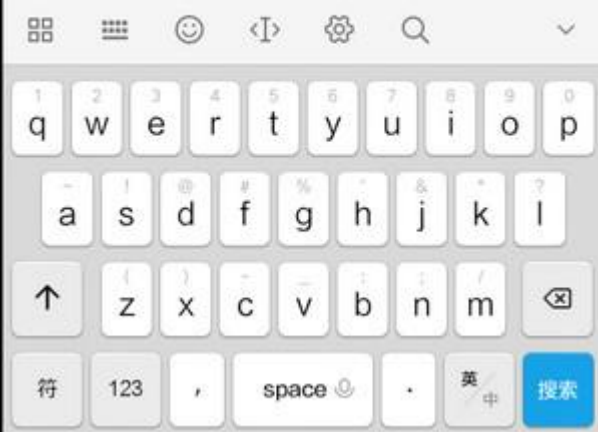 1 2 3 4 5 6 7 8 9 0
q w e r t y u i o p
~ ! @ # % ' & * ?
a s d f g h j k l
( ) - _ : ; /
z x c v b n m
符 123 , space . 英/中 搜索